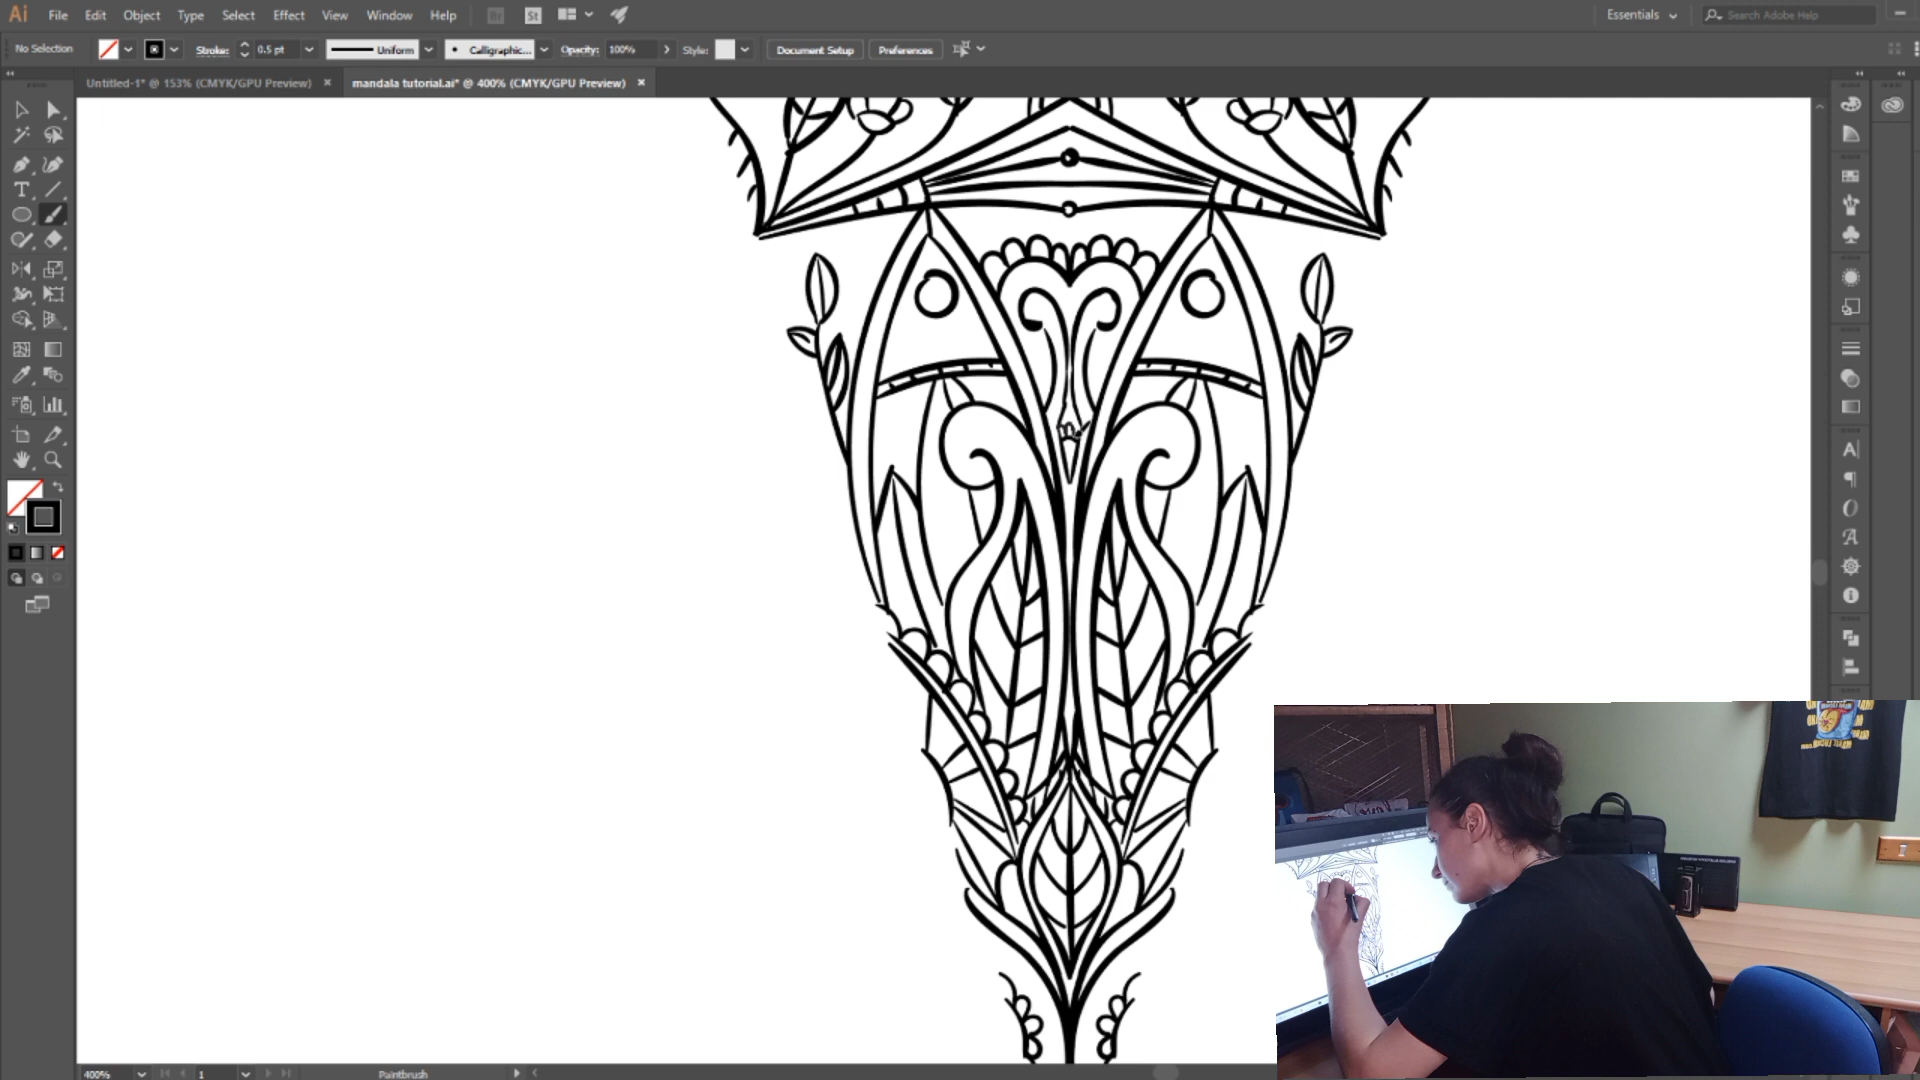 Ai File Edit Object Type Select Effect View Window Help Br St Essentials Search Adobe Help
No Selection Stroke: 0.5 pt Uniform Calligraphic... Opacity: 100% Style: Document Setup Preferences
Untitled-1* @ 153% (CMYK/GPU Preview) × mandala tutorial.ai* @ 400% (CMYK/GPU Preview) ×
400% 1 Paintbrush